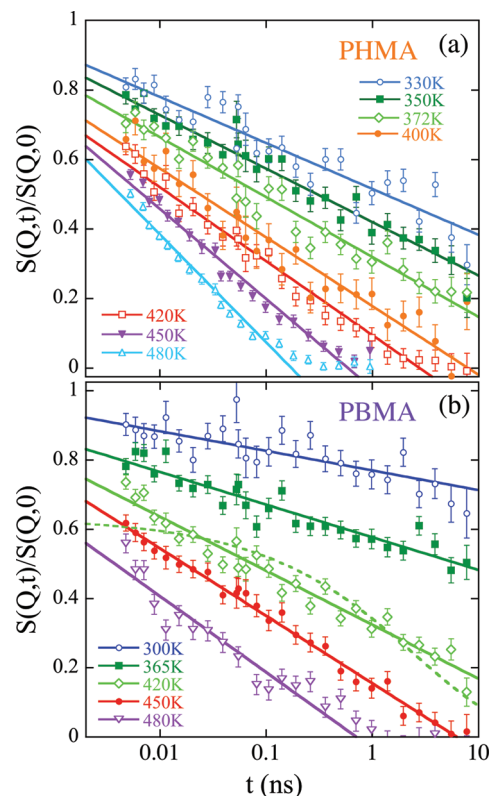 (a)
PHMA
330K
350K
372K
400K
S(Q,t)/S(Q,0)
0.8
0.6
0.4
0.2
0
420K
450K
480K
(b)
PBMA
S(Q,t)/S(Q,0)
1
0.8
0.6
0.4
0.2
0
300K
365K
420K
450K
480K
0.01
0.1
1
10
t (ns)